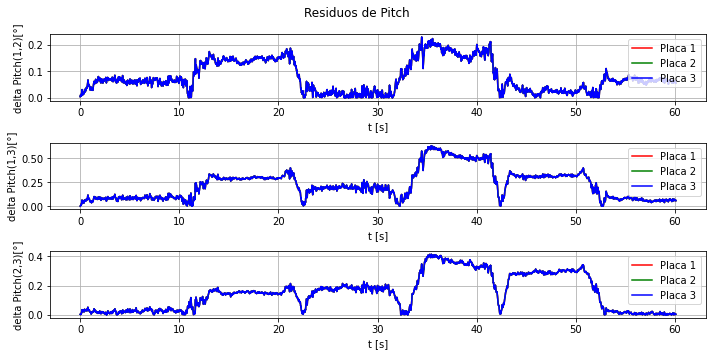 Residuos de Pitch
delta Pitch(1,2)[°]
0.2
0.1
0.0
Placa 1
Placa 2
Placa 3
0 10 20 30 40 50 60
t [s]
delta Pitch(1,3)[°]
0.50
0.25
0.00
Placa 1
Placa 2
Placa 3
0 10 20 30 40 50 60
t [s]
delta Pitch(2,3)[°]
0.4
0.2
0.0
Placa 1
Placa 2
Placa 3
0 10 20 30 40 50 60
t [s]